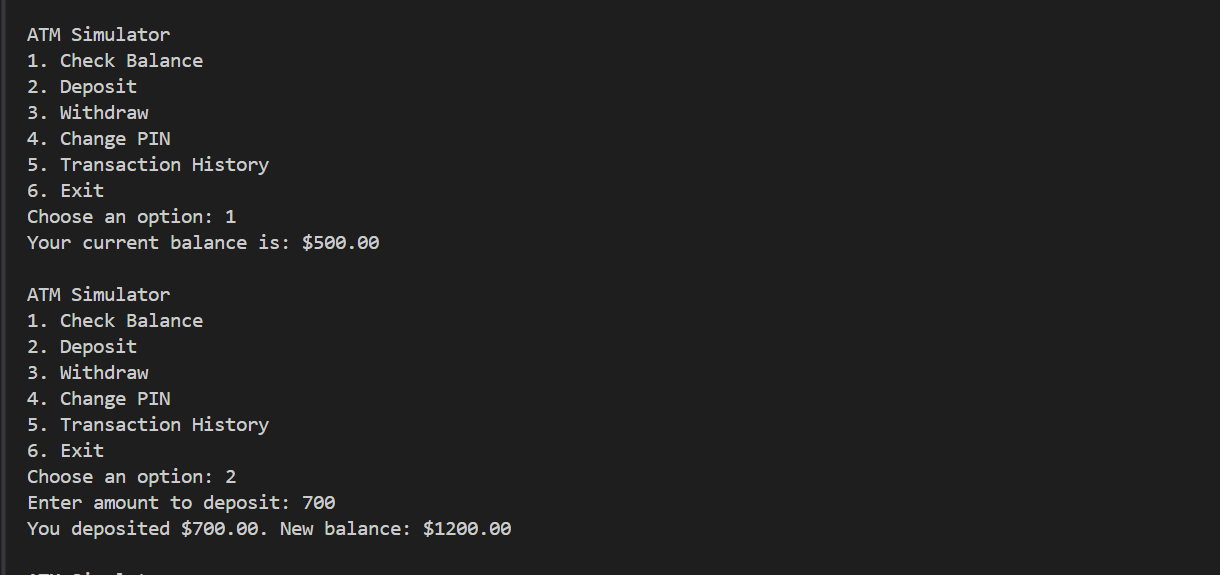 ATM Simulator
1. Check Balance
2. Deposit
3. Withdraw
4. Change PIN
5. Transaction History
6. Exit
Choose an option: 1
Your current balance is: $500.00
ATM Simulator
1. Check Balance
2. Deposit
3. Withdraw
4. Change PIN
5. Transaction History
6. Exit
Choose an option: 2
Enter amount to deposit: 700
You deposited $700.00. New balance: $1200.00